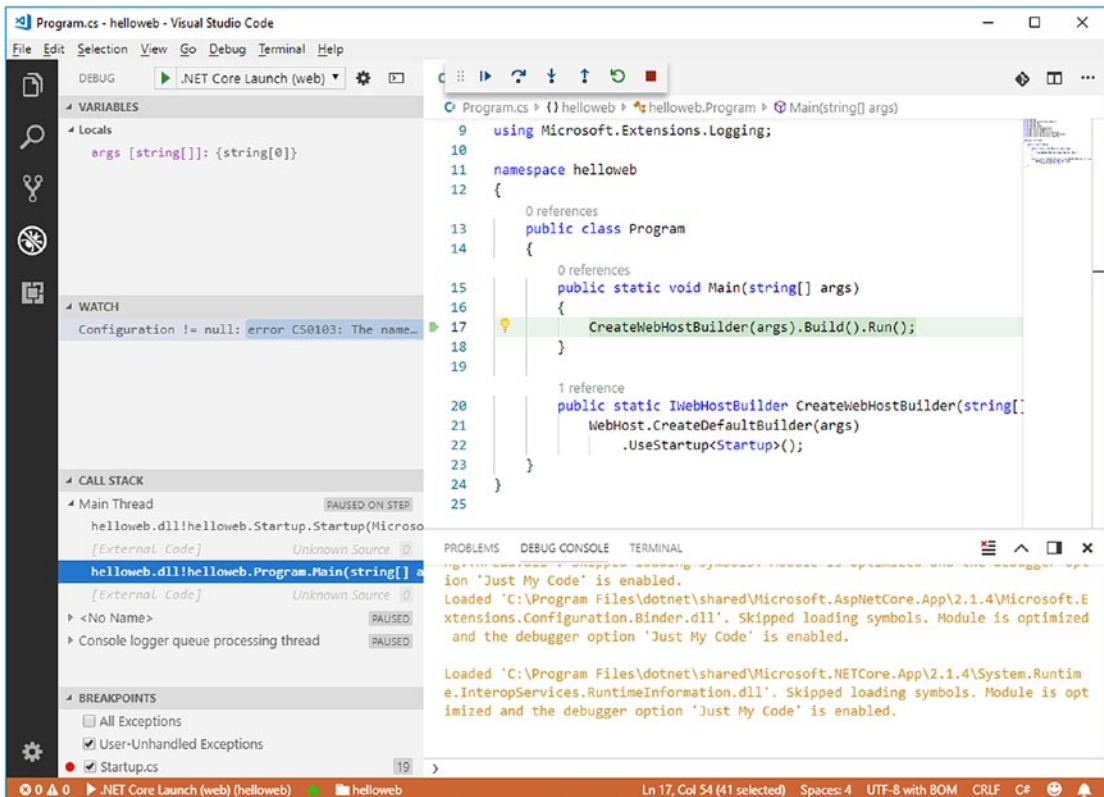 Program.cs - helloweb - Visual Studio Code
File Edit Selection View Go Debug Terminal Help
DEBUG .NET Core Launch (web)
VARIABLES
Locals
args [string[]]: {string[0]}
WATCH
Configuration != null: error CS0103: The name…
CALL STACK
Main Thread PAUSED ON STEP
helloweb.dll!helloweb.Startup.Startup(Microso
[External Code] Unknown Source 0
helloweb.dll!helloweb.Program.Main(string[] a
[External Code] Unknown Source 0
<No Name> PAUSED
Console logger queue processing thread PAUSED
BREAKPOINTS
All Exceptions
User-Unhandled Exceptions
Startup.cs 19
Program.cs {} helloweb helloweb.Program Main(string[] args)
9 using Microsoft.Extensions.Logging;
10
11 namespace helloweb
12 {
0 references
13 public class Program
14 {
0 references
15 public static void Main(string[] args)
16 {
17 CreateWebHostBuilder(args).Build().Run();
18 }
19
1 reference
20 public static IWebHostBuilder CreateWebHostBuilder(string[]
21 WebHost.CreateDefaultBuilder(args)
22 .UseStartup<Startup>();
23 }
24 }
25
PROBLEMS DEBUG CONSOLE TERMINAL
ion 'Just My Code' is enabled.
Loaded 'C:\Program Files\dotnet\shared\Microsoft.AspNetCore.App\2.1.4\Microsoft.E
xtensions.Configuration.Binder.dll'. Skipped loading symbols. Module is optimized
and the debugger option 'Just My Code' is enabled.
Loaded 'C:\Program Files\dotnet\shared\Microsoft.NETCore.App\2.1.4\System.Runtim
e.InteropServices.RuntimeInformation.dll'. Skipped loading symbols. Module is opt
imized and the debugger option 'Just My Code' is enabled.
0 0 .NET Core Launch (web) (helloweb) helloweb Ln 17, Col 54 (41 selected) Spaces: 4 UTF-8 with BOM CRLF C#